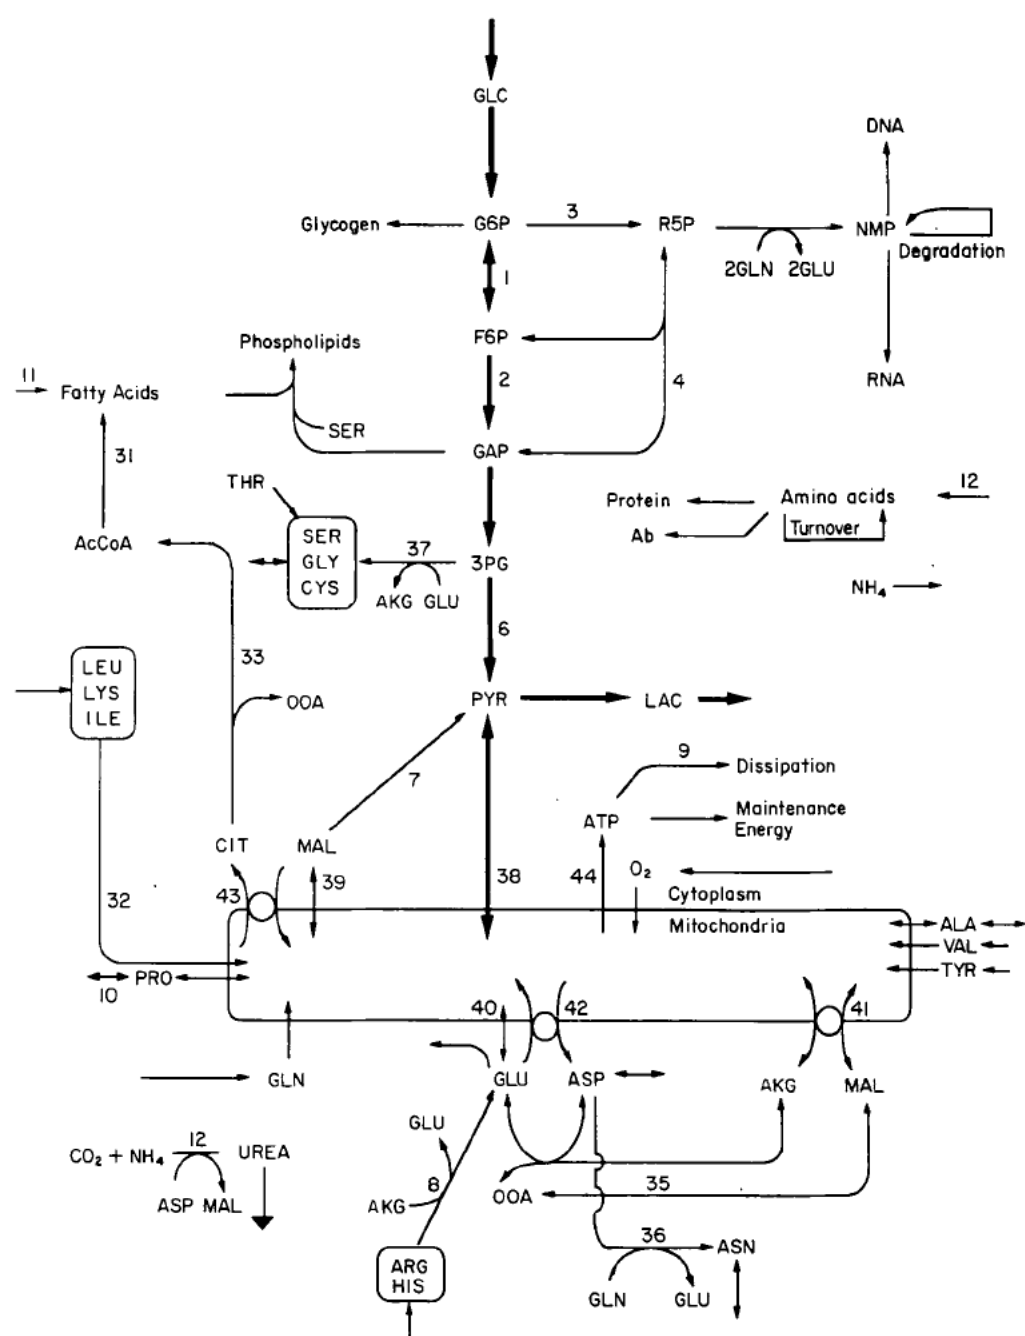 GLC
DNA
Glycogen
G6P
3
R5P
NMP
Degradation
2GLN 2GLU
1
Phospholipids
F6P
11
Fatty Acids
2
4
RNA
SER
GAP
31
THR
12
Protein
Amino acids
Turnover
Ab
AcCoA
SER
GLY
CYS
37
3PG
AKG GLU
NH₄
6
33
LEU
LYS
ILE
OOA
PYR
LAC
7
9
Dissipation
ATP
Maintenance
Energy
CIT
MAL
39
38
44
O₂
43
32
Cytoplasm
Mitochondria
ALA
VAL
TYR
PRO
10
40
42
41
GLN
GLU
ASP
AKG
MAL
GLU
12
CO₂ + NH₄
UREA
ASP MAL
8
AKG
OOA
35
36
ASN
ARG
HIS
GLN
GLU